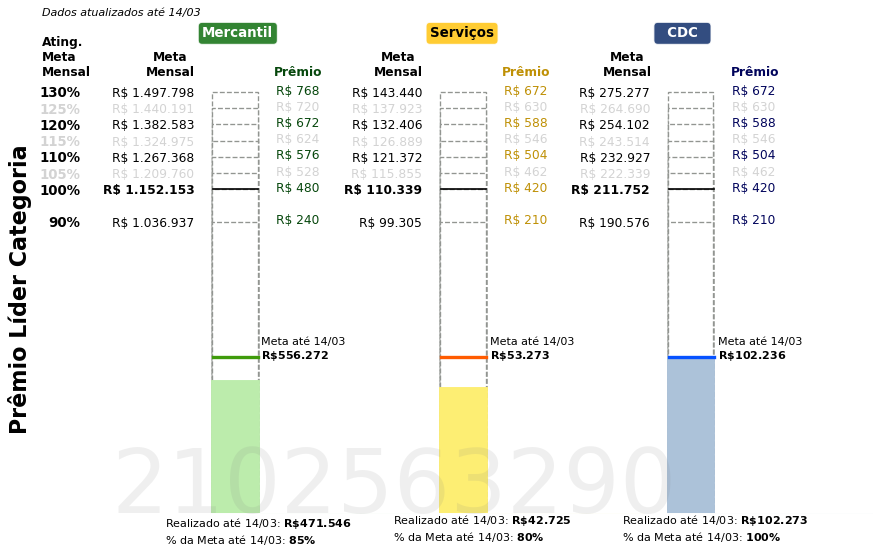 Dados atualizados até 14/03
Mercantil Serviços CDC
Ating. Meta Mensal Meta Mensal Prêmio Meta Mensal Prêmio Meta Mensal Prêmio
130% R$ 1.497.798 R$ 768 R$ 143.440 R$ 672 R$ 275.277 R$ 672
125% R$ 1.440.191 R$ 720 R$ 137.923 R$ 630 R$ 264.690 R$ 630
120% R$ 1.382.583 R$ 672 R$ 132.406 R$ 588 R$ 254.102 R$ 588
115% R$ 1.324.975 R$ 624 R$ 126.889 R$ 546 R$ 243.514 R$ 546
110% R$ 1.267.368 R$ 576 R$ 121.372 R$ 504 R$ 232.927 R$ 504
105% R$ 1.209.760 R$ 528 R$ 115.855 R$ 462 R$ 222.339 R$ 462
100% R$ 1.152.153 R$ 480 R$ 110.339 R$ 420 R$ 211.752 R$ 420
90% R$ 1.036.937 R$ 240 R$ 99.305 R$ 210 R$ 190.576 R$ 210
Prêmio Líder Categoria
Meta até 14/03 Meta até 14/03 Meta até 14/03
R$556.272 R$53.273 R$102.236
2102563290
Realizado até 14/03: R$471.546 Realizado até 14/03: R$42.725 Realizado até 14/03: R$102.273
% da Meta até 14/03: 85% % da Meta até 14/03: 80% % da Meta até 14/03: 100%